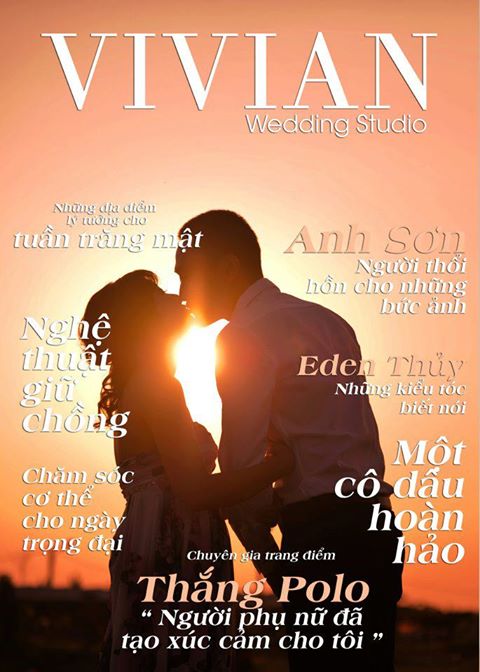 VIVIAN
Wedding Studio
Những địa điểm
lý tưởng cho
tuần trăng mật
Anh Sơn
Người thổi
hồn cho những
bức ảnh
Nghệ
thuật
giữ
chồng
Eden Thủy
Những kiểu tóc
biết nói
Một
cô dâu
hoàn
hảo
Chăm sóc
cơ thể
cho ngày
trọng đại
Chuyên gia trang điểm
Thắng Polo
“ Người phụ nữ đã
tạo xúc cảm cho tôi ”